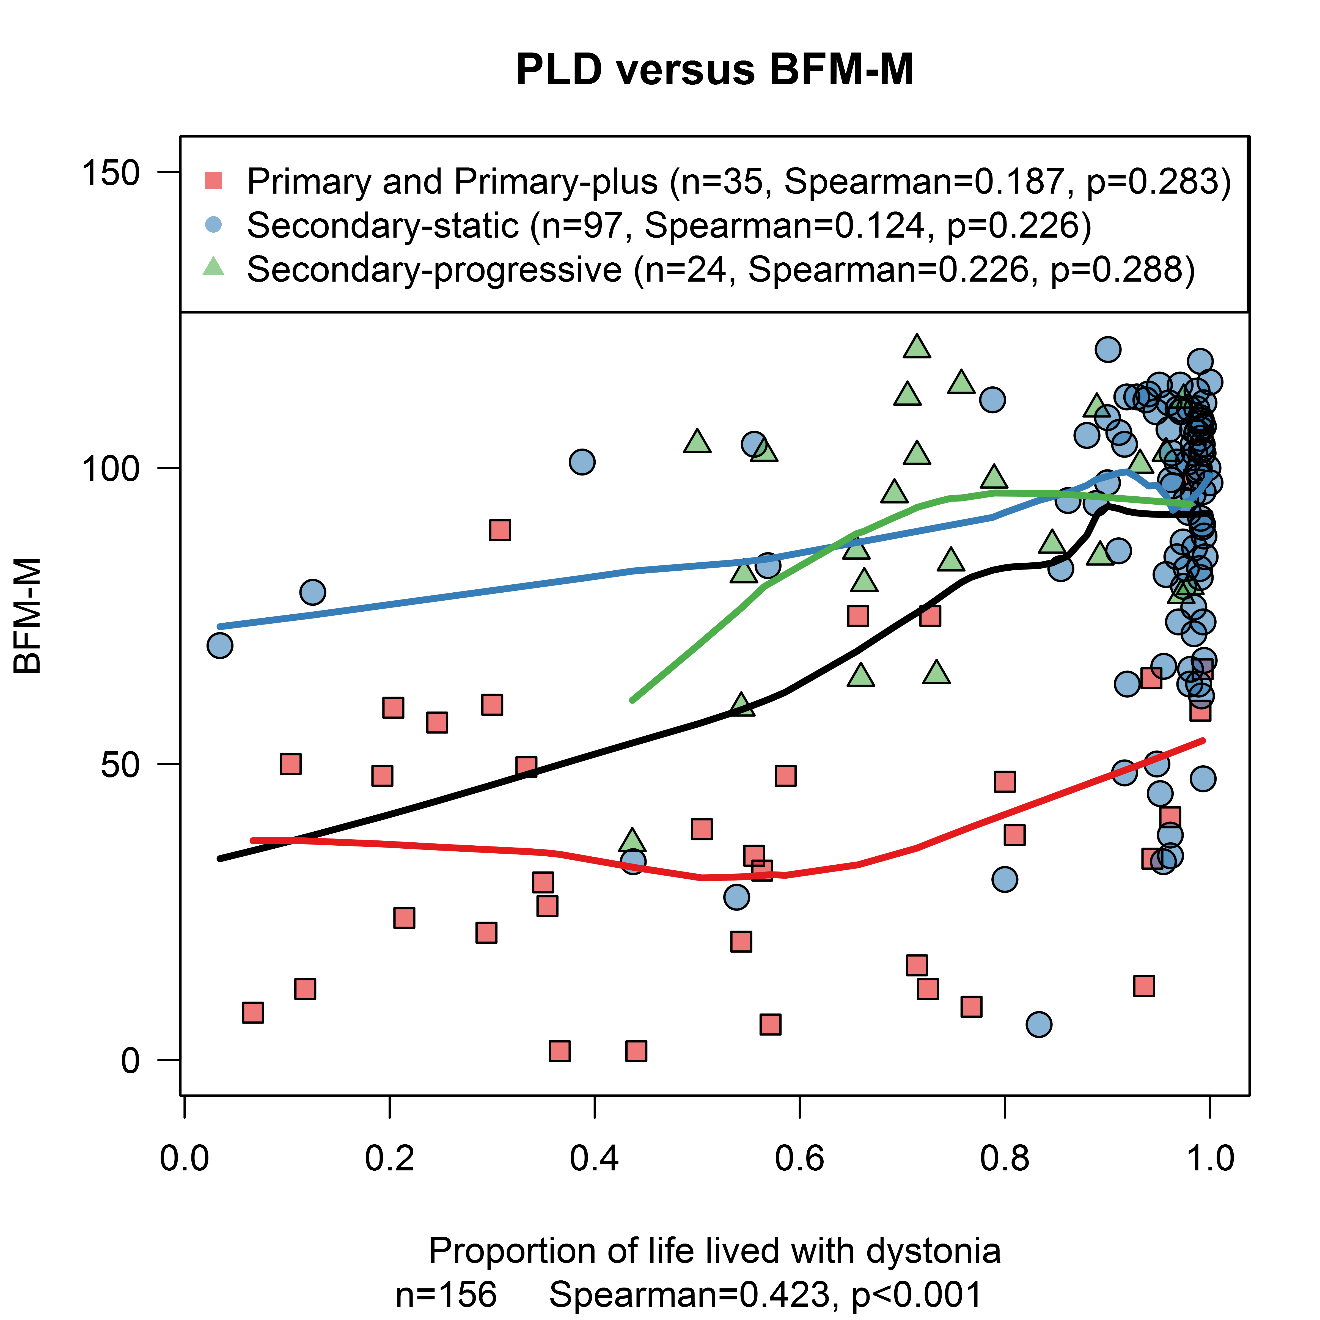 PLD versus BFM-M
Primary and Primary-plus (n=35, Spearman=0.187, p=0.283)
Secondary-static (n=97, Spearman=0.124, p=0.226)
Secondary-progressive (n=24, Spearman=0.226, p=0.288)
BFM-M
150
100
50
0
0.0 0.2 0.4 0.6 0.8 1.0
Proportion of life lived with dystonia
n=156 Spearman=0.423, p<0.001